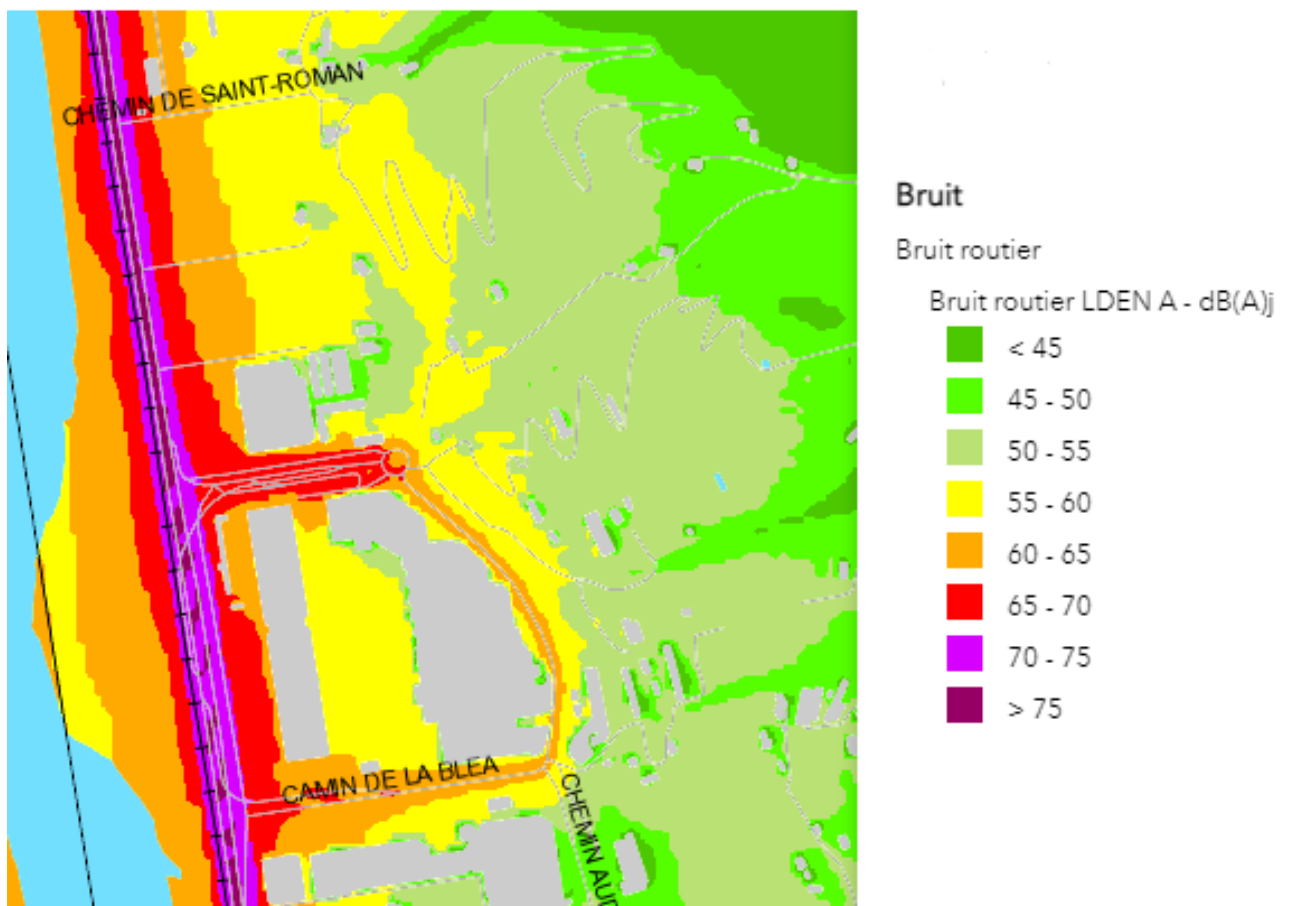 CHEMIN DE SAINT-ROMAN
CAMIN DE LA BLEA
CHEMIN AUD
Bruit
Bruit routier
Bruit routier LDEN A - dB(A)j
< 45
45 - 50
50 - 55
55 - 60
60 - 65
65 - 70
70 - 75
> 75